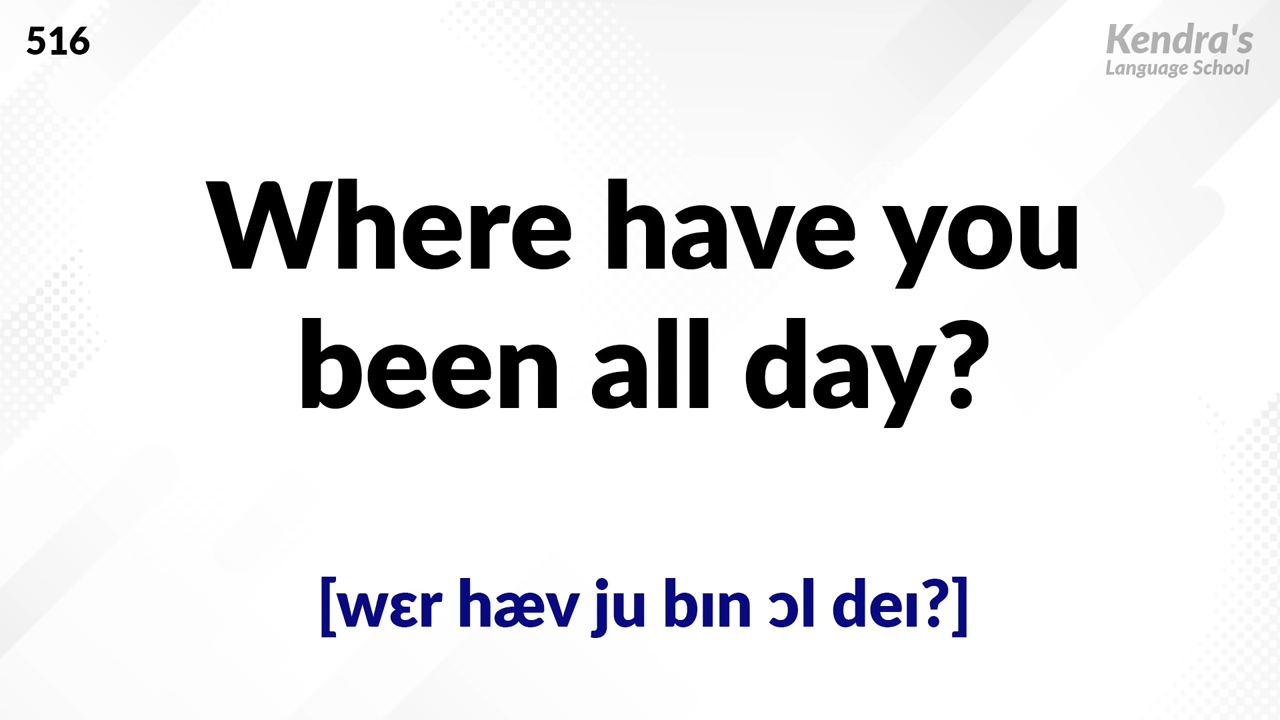 516
Kendra's
Language School
Where have you
been all day?
[wɛr hæv ju bɪn ɔl deɪ?]